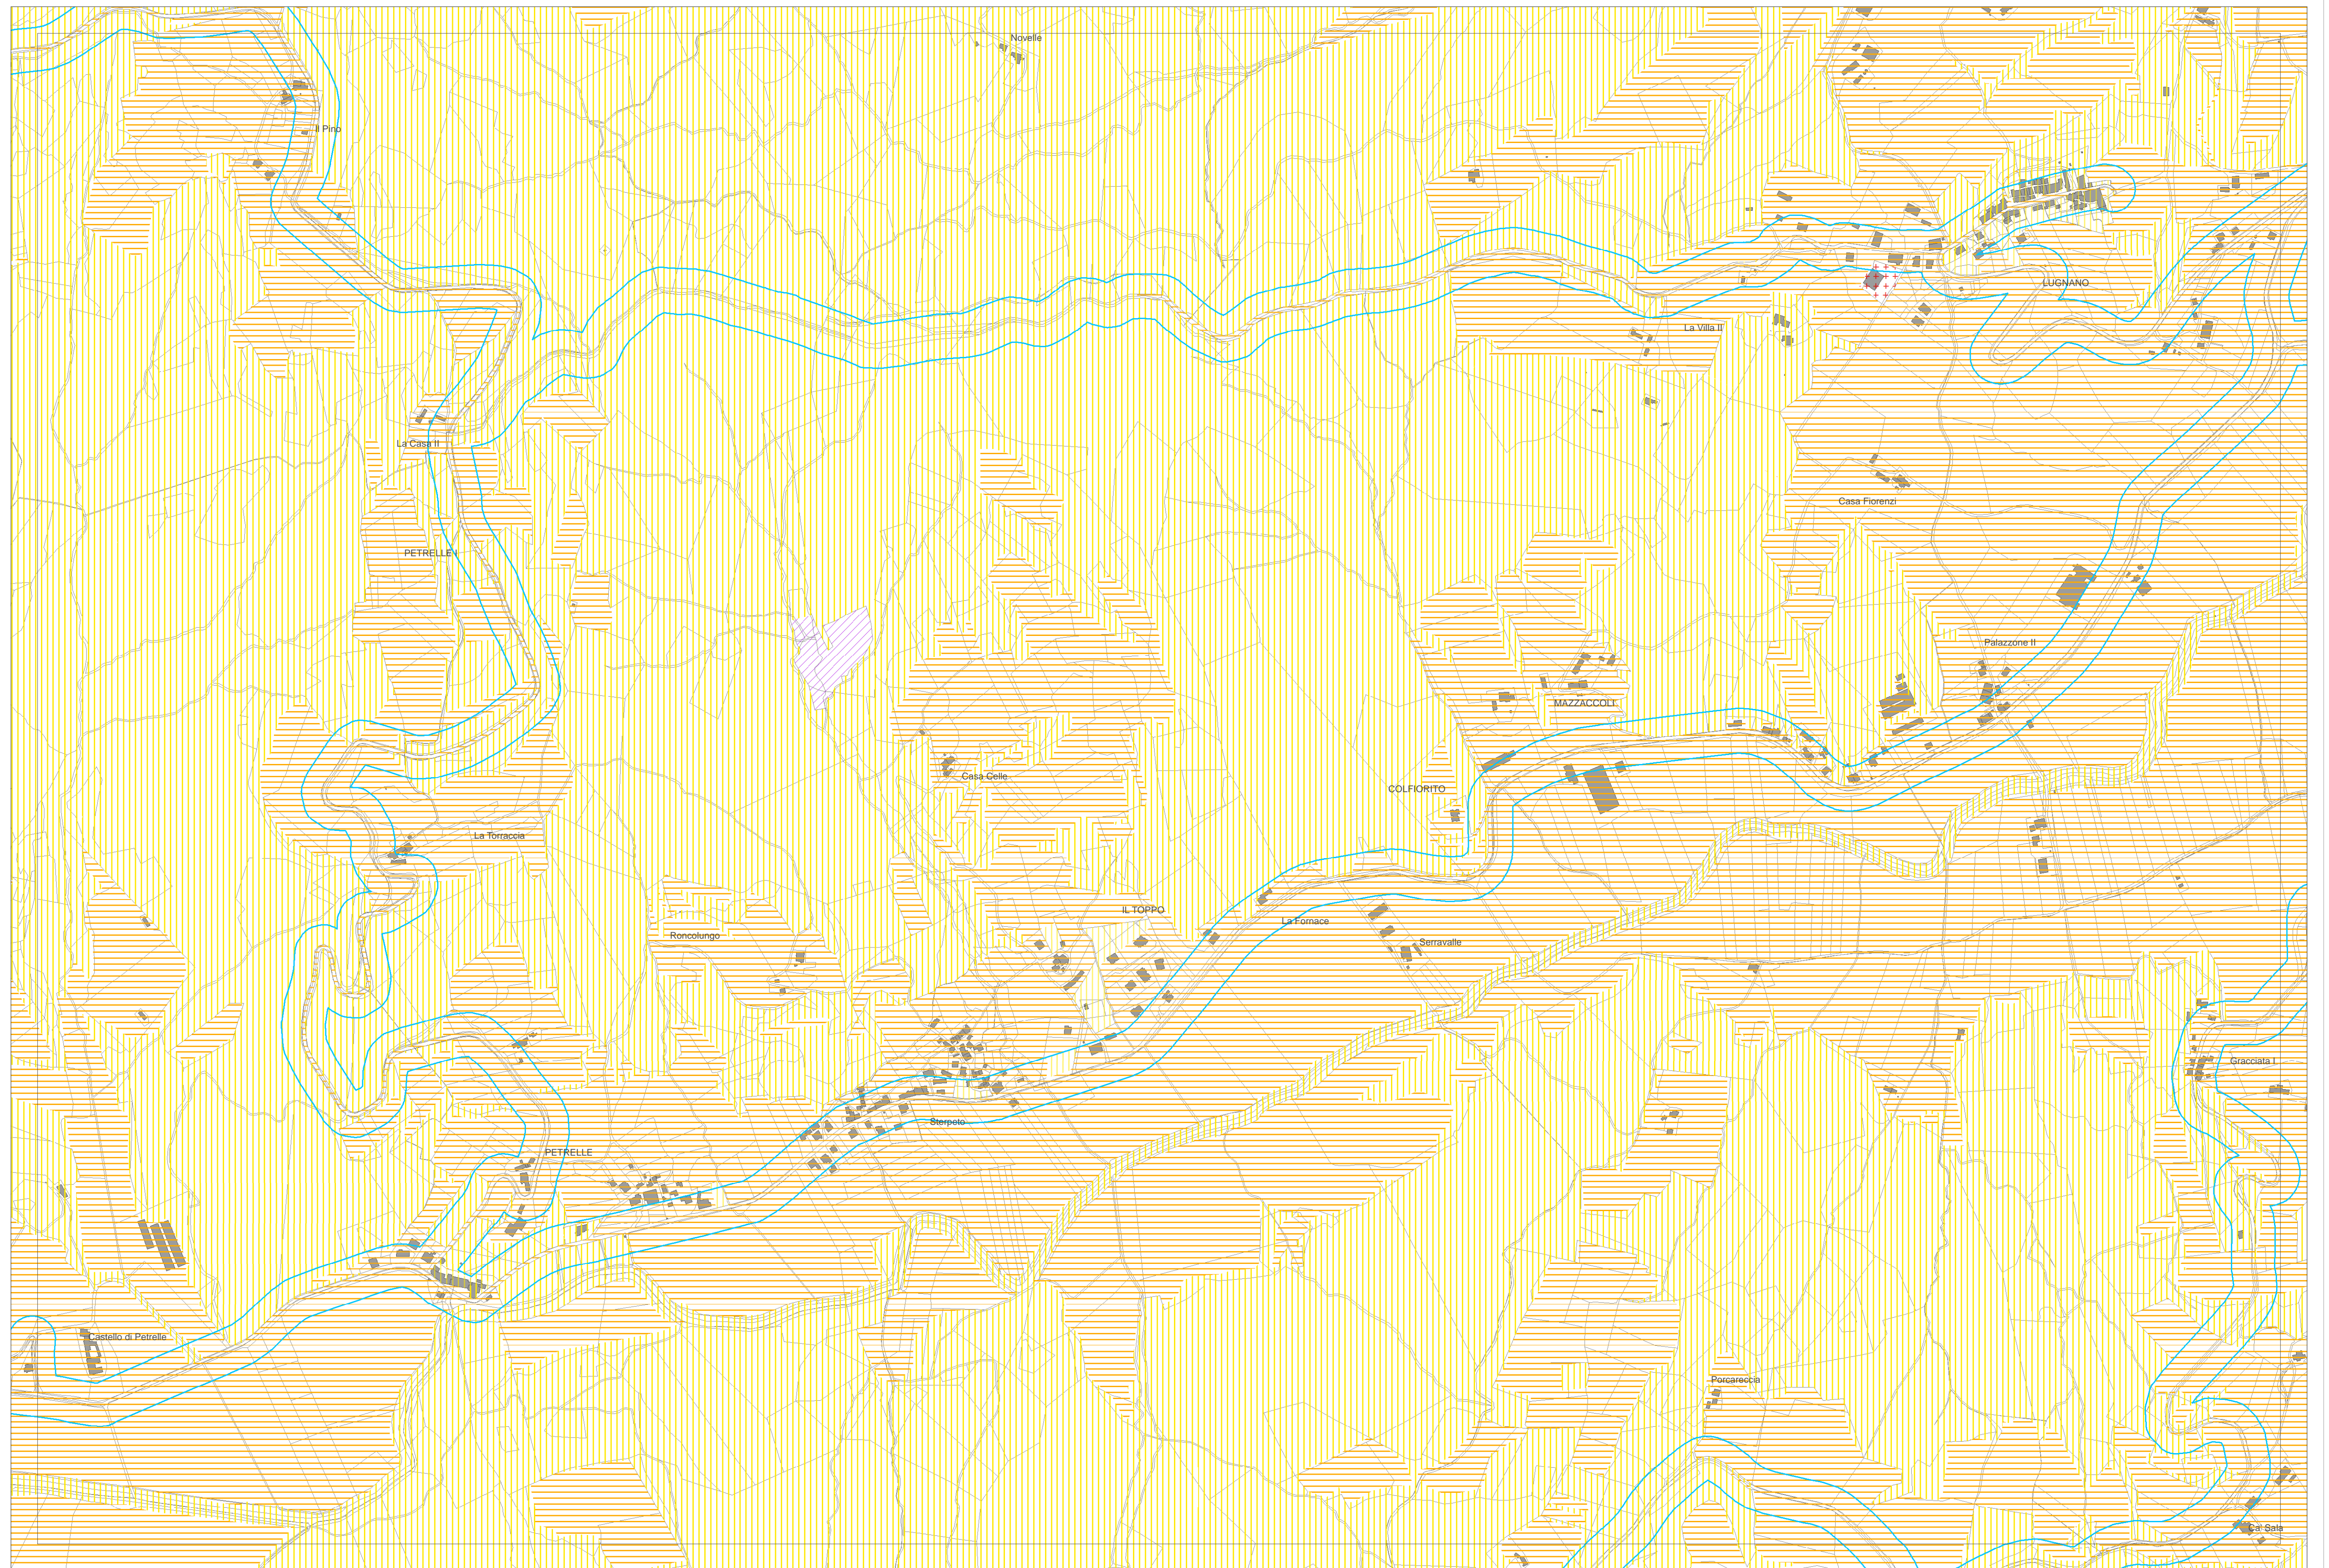 Novelle
Il Pino
LUGNANO
La Villa II
La Casa II
Casa Fiorenzi
PETRELLE I
Palazzone II
MAZZACCOLI
Casa Celle
COLFIORITO
La Torraccia
IL TOPPO
La Fornace
Roncolungo
Serravalle
Gracciata I
Sterpeto
PETRELLE
Castello di Petrelle
Porcareccia
Ca' Sala